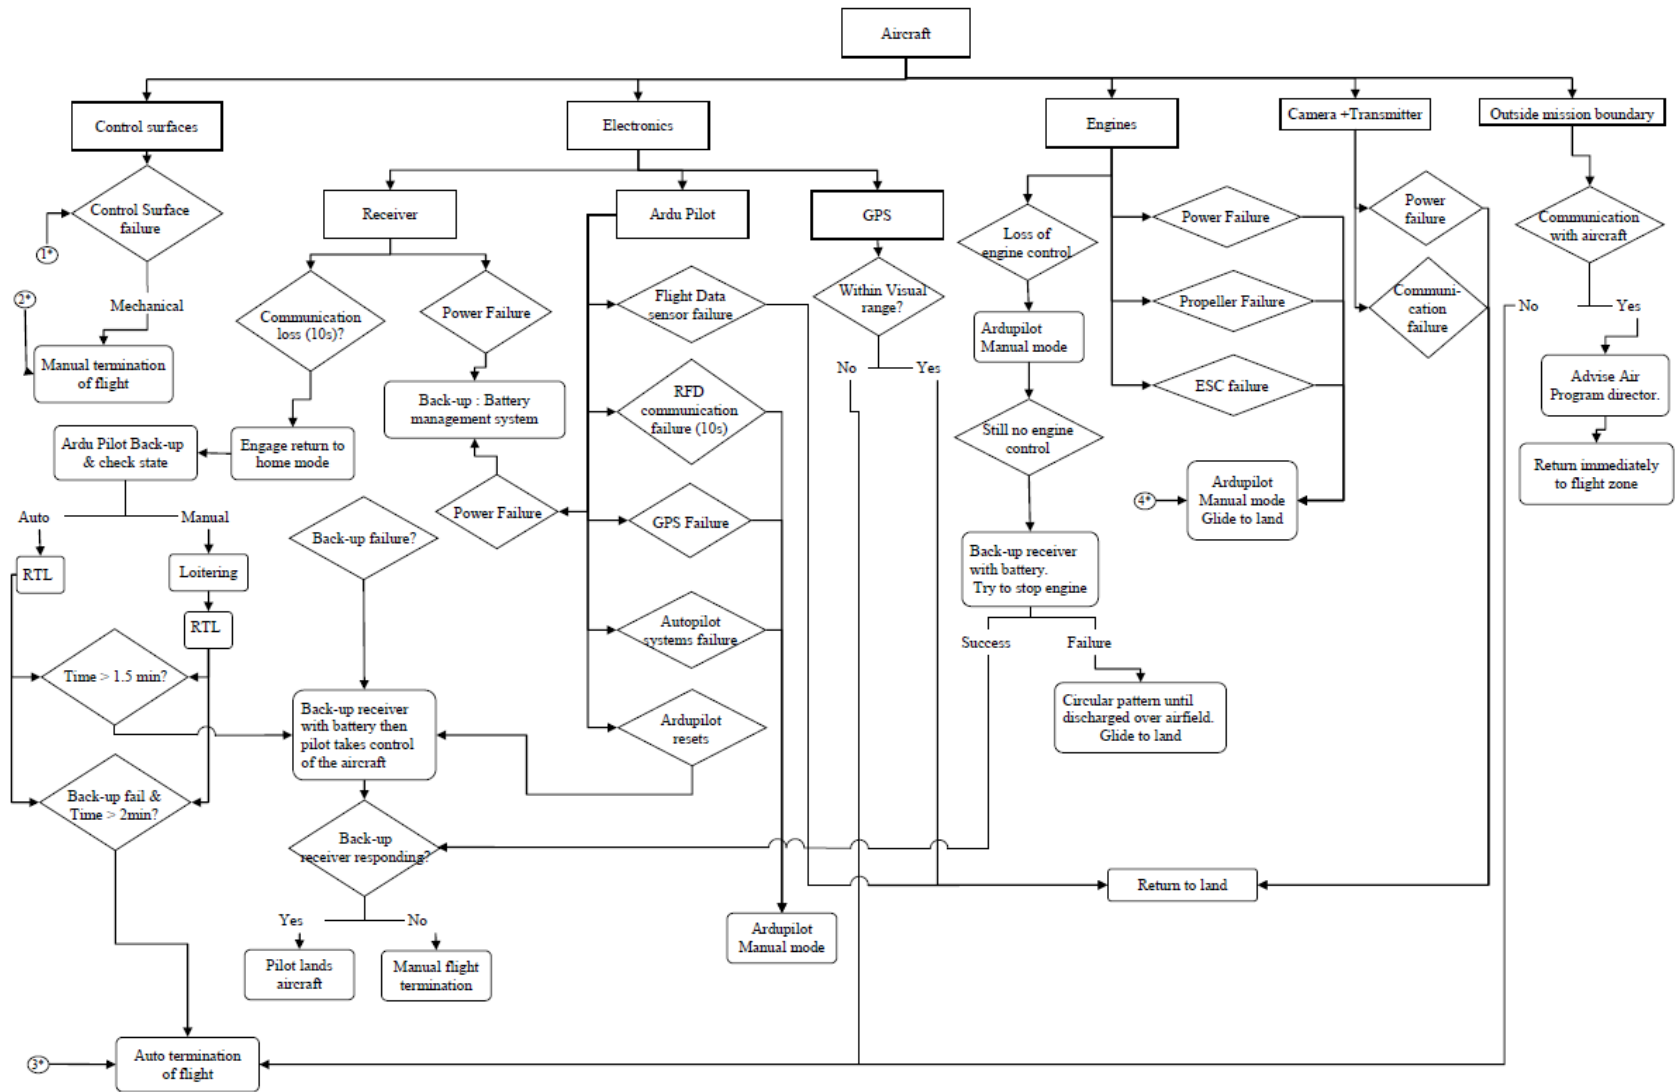 Aircraft
Control surfaces
Electronics
Engines
Camera +Transmitter
Outside mission boundary
Control Surface
failure
1*
Receiver
Ardu Pilot
GPS
Loss of
engine control
Power Failure
Power
failure
Communication
with aircraft
2*
Mechanical
Manual termination
of flight
Communication
loss (10s)?
Power Failure
Flight Data
sensor failure
Within Visual
range?
Ardupilot
Manual mode
Propeller Failure
Communi-
cation
failure
No
Yes
No
Yes
Back-up : Battery
management system
RFD
communication
failure (10s)
ESC failure
Advise Air
Program director.
Ardu Pilot Back-up
& check state
Engage return to
home mode
Still no engine
control
Return immediately
to flight zone
Auto
Manual
Back-up failure?
Power Failure
GPS Failure
4*
Ardupilot
Manual mode
Glide to land
RTL
Loitering
Back-up receiver
with battery.
Try to stop engine
RTL
Autopilot
systems failure
Success
Failure
Time > 1.5 min?
Back-up receiver
with battery then
pilot takes control
of the aircraft
Ardupilot
resets
Circular pattern until
discharged over airfield.
Glide to land
Back-up fail &
Time > 2min?
Back-up
receiver responding?
Return to land
Yes
No
Ardupilot
Manual mode
Pilot lands
aircraft
Manual flight
termination
3*
Auto termination
of flight